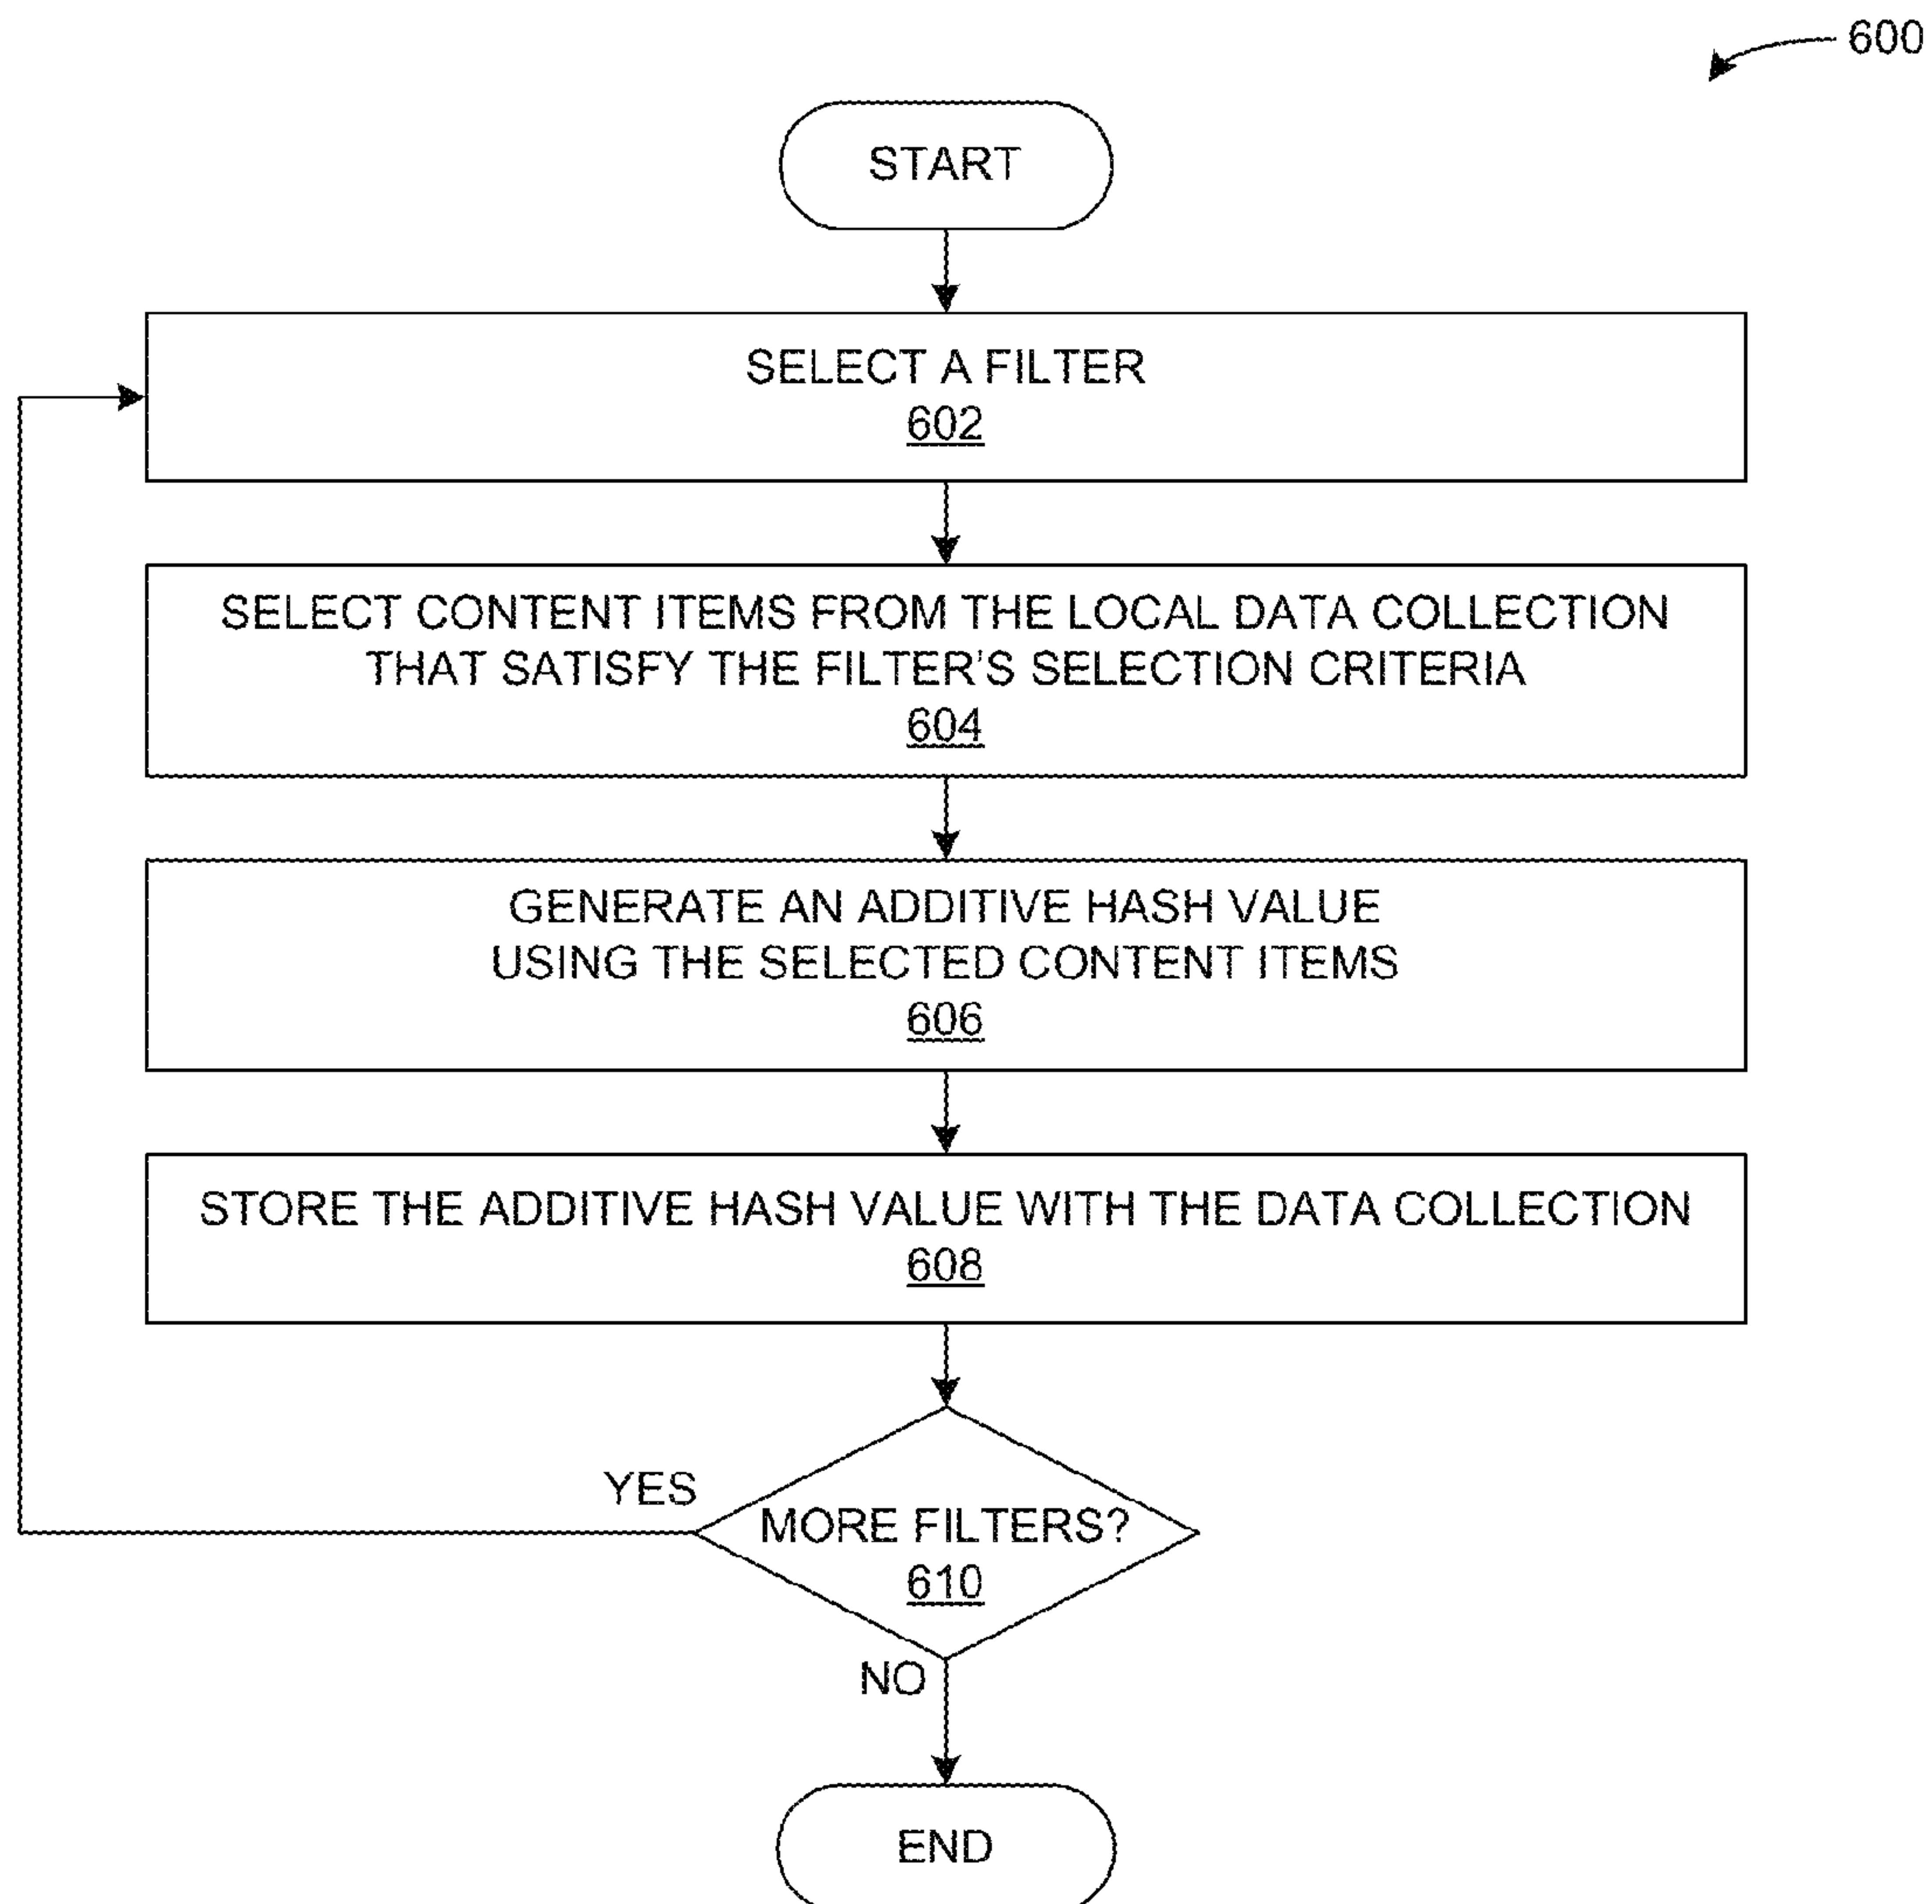 600
START
SELECT A FILTER
602
SELECT CONTENT ITEMS FROM THE LOCAL DATA COLLECTION
THAT SATISFY THE FILTER'S SELECTION CRITERIA
604
GENERATE AN ADDITIVE HASH VALUE
USING THE SELECTED CONTENT ITEMS
606
STORE THE ADDITIVE HASH VALUE WITH THE DATA COLLECTION
608
YES
MORE FILTERS?
610
NO
END